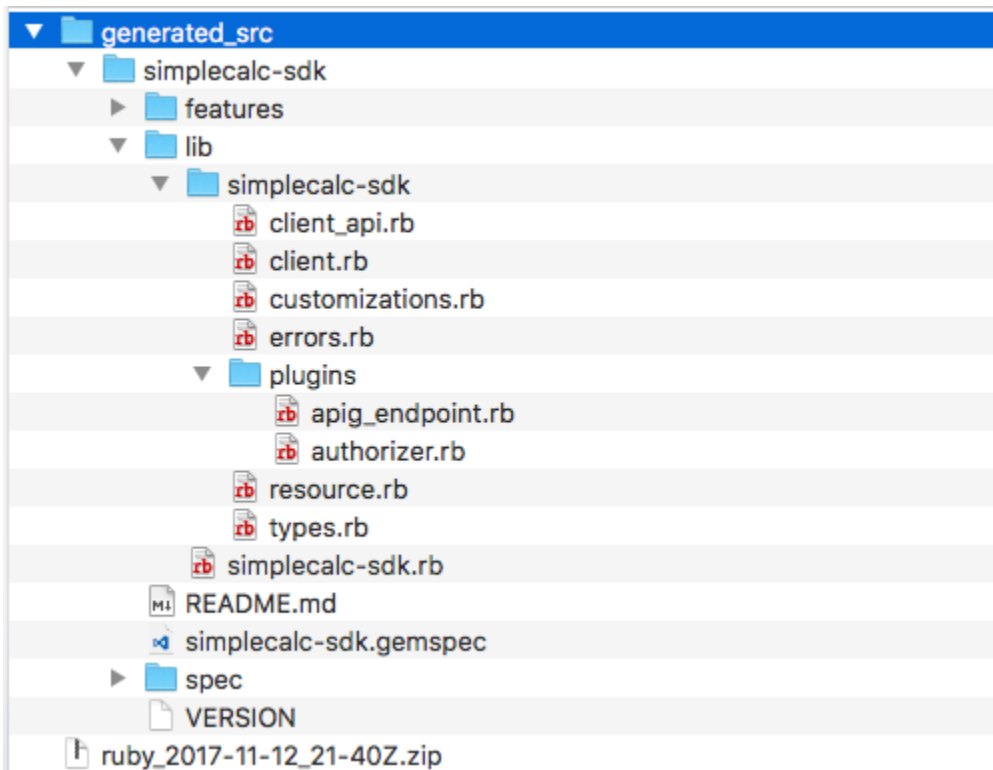 generated_src
simplecalc-sdk
features
lib
simplecalc-sdk
client_api.rb
client.rb
customizations.rb
errors.rb
plugins
apig_endpoint.rb
authorizer.rb
resource.rb
types.rb
simplecalc-sdk.rb
README.md
simplecalc-sdk.gemspec
spec
VERSION
ruby_2017-11-12_21-40Z.zip